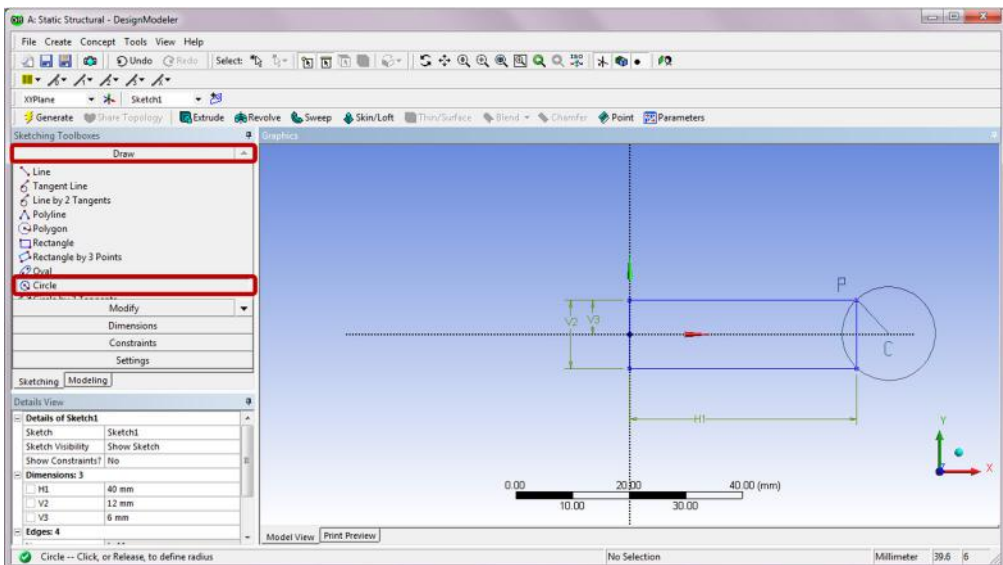 A: Static Structural - DesignModeler
File Create Concept Tools View Help
Undo Redo Select:
XYPlane Sketch1
Generate Share Topology Extrude Revolve Sweep Skin/Loft Thin/Surface Blend Chamfer Point Parameters
Sketching Toolboxes Graphics
Draw
Line
Tangent Line
Line by 2 Tangents
Polyline
Polygon
Rectangle
Rectangle by 3 Points
Oval
Circle
Modify
Dimensions
Constraints
Settings
Sketching Modeling
Details View
Details of Sketch1
Sketch Sketch1
Sketch Visibility Show Sketch
Show Constraints? No
Dimensions: 3
H1 40 mm
V2 12 mm
V3 6 mm
Edges: 4
P
V2 V3
C
H1
Y
X
0.00 20.00 40.00 (mm)
10.00 30.00
Model View Print Preview
Circle -- Click, or Release, to define radius No Selection Millimeter 39.6 6